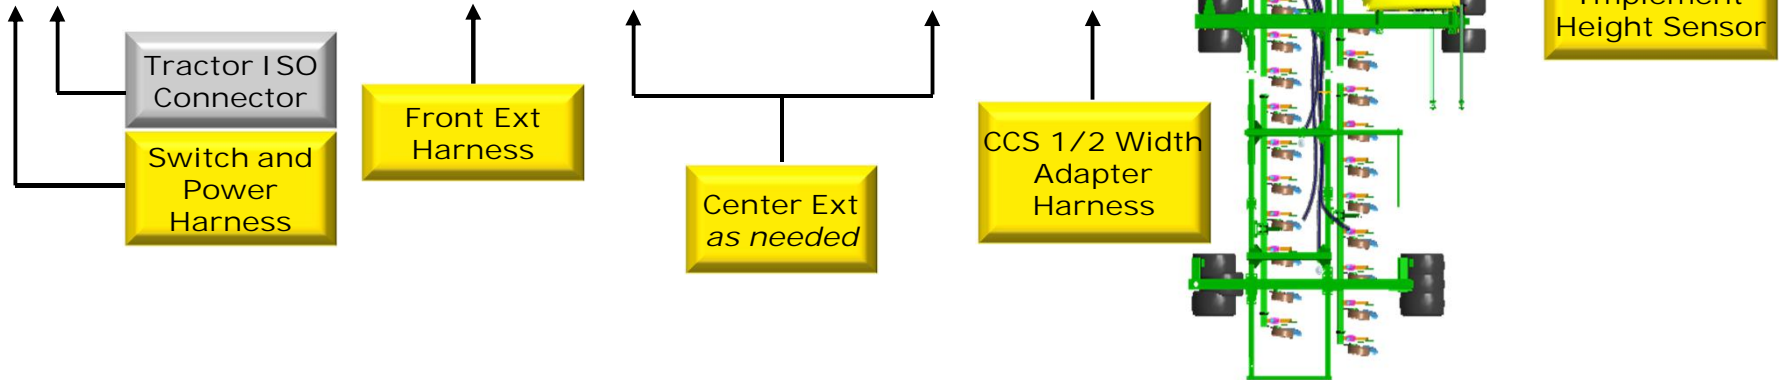 Tractor ISO
Connector
Switch and
Power
Harness
Front Ext
Harness
Center Ext
as needed
CCS 1/2 Width
Adapter
Harness
Implement
Height Sensor